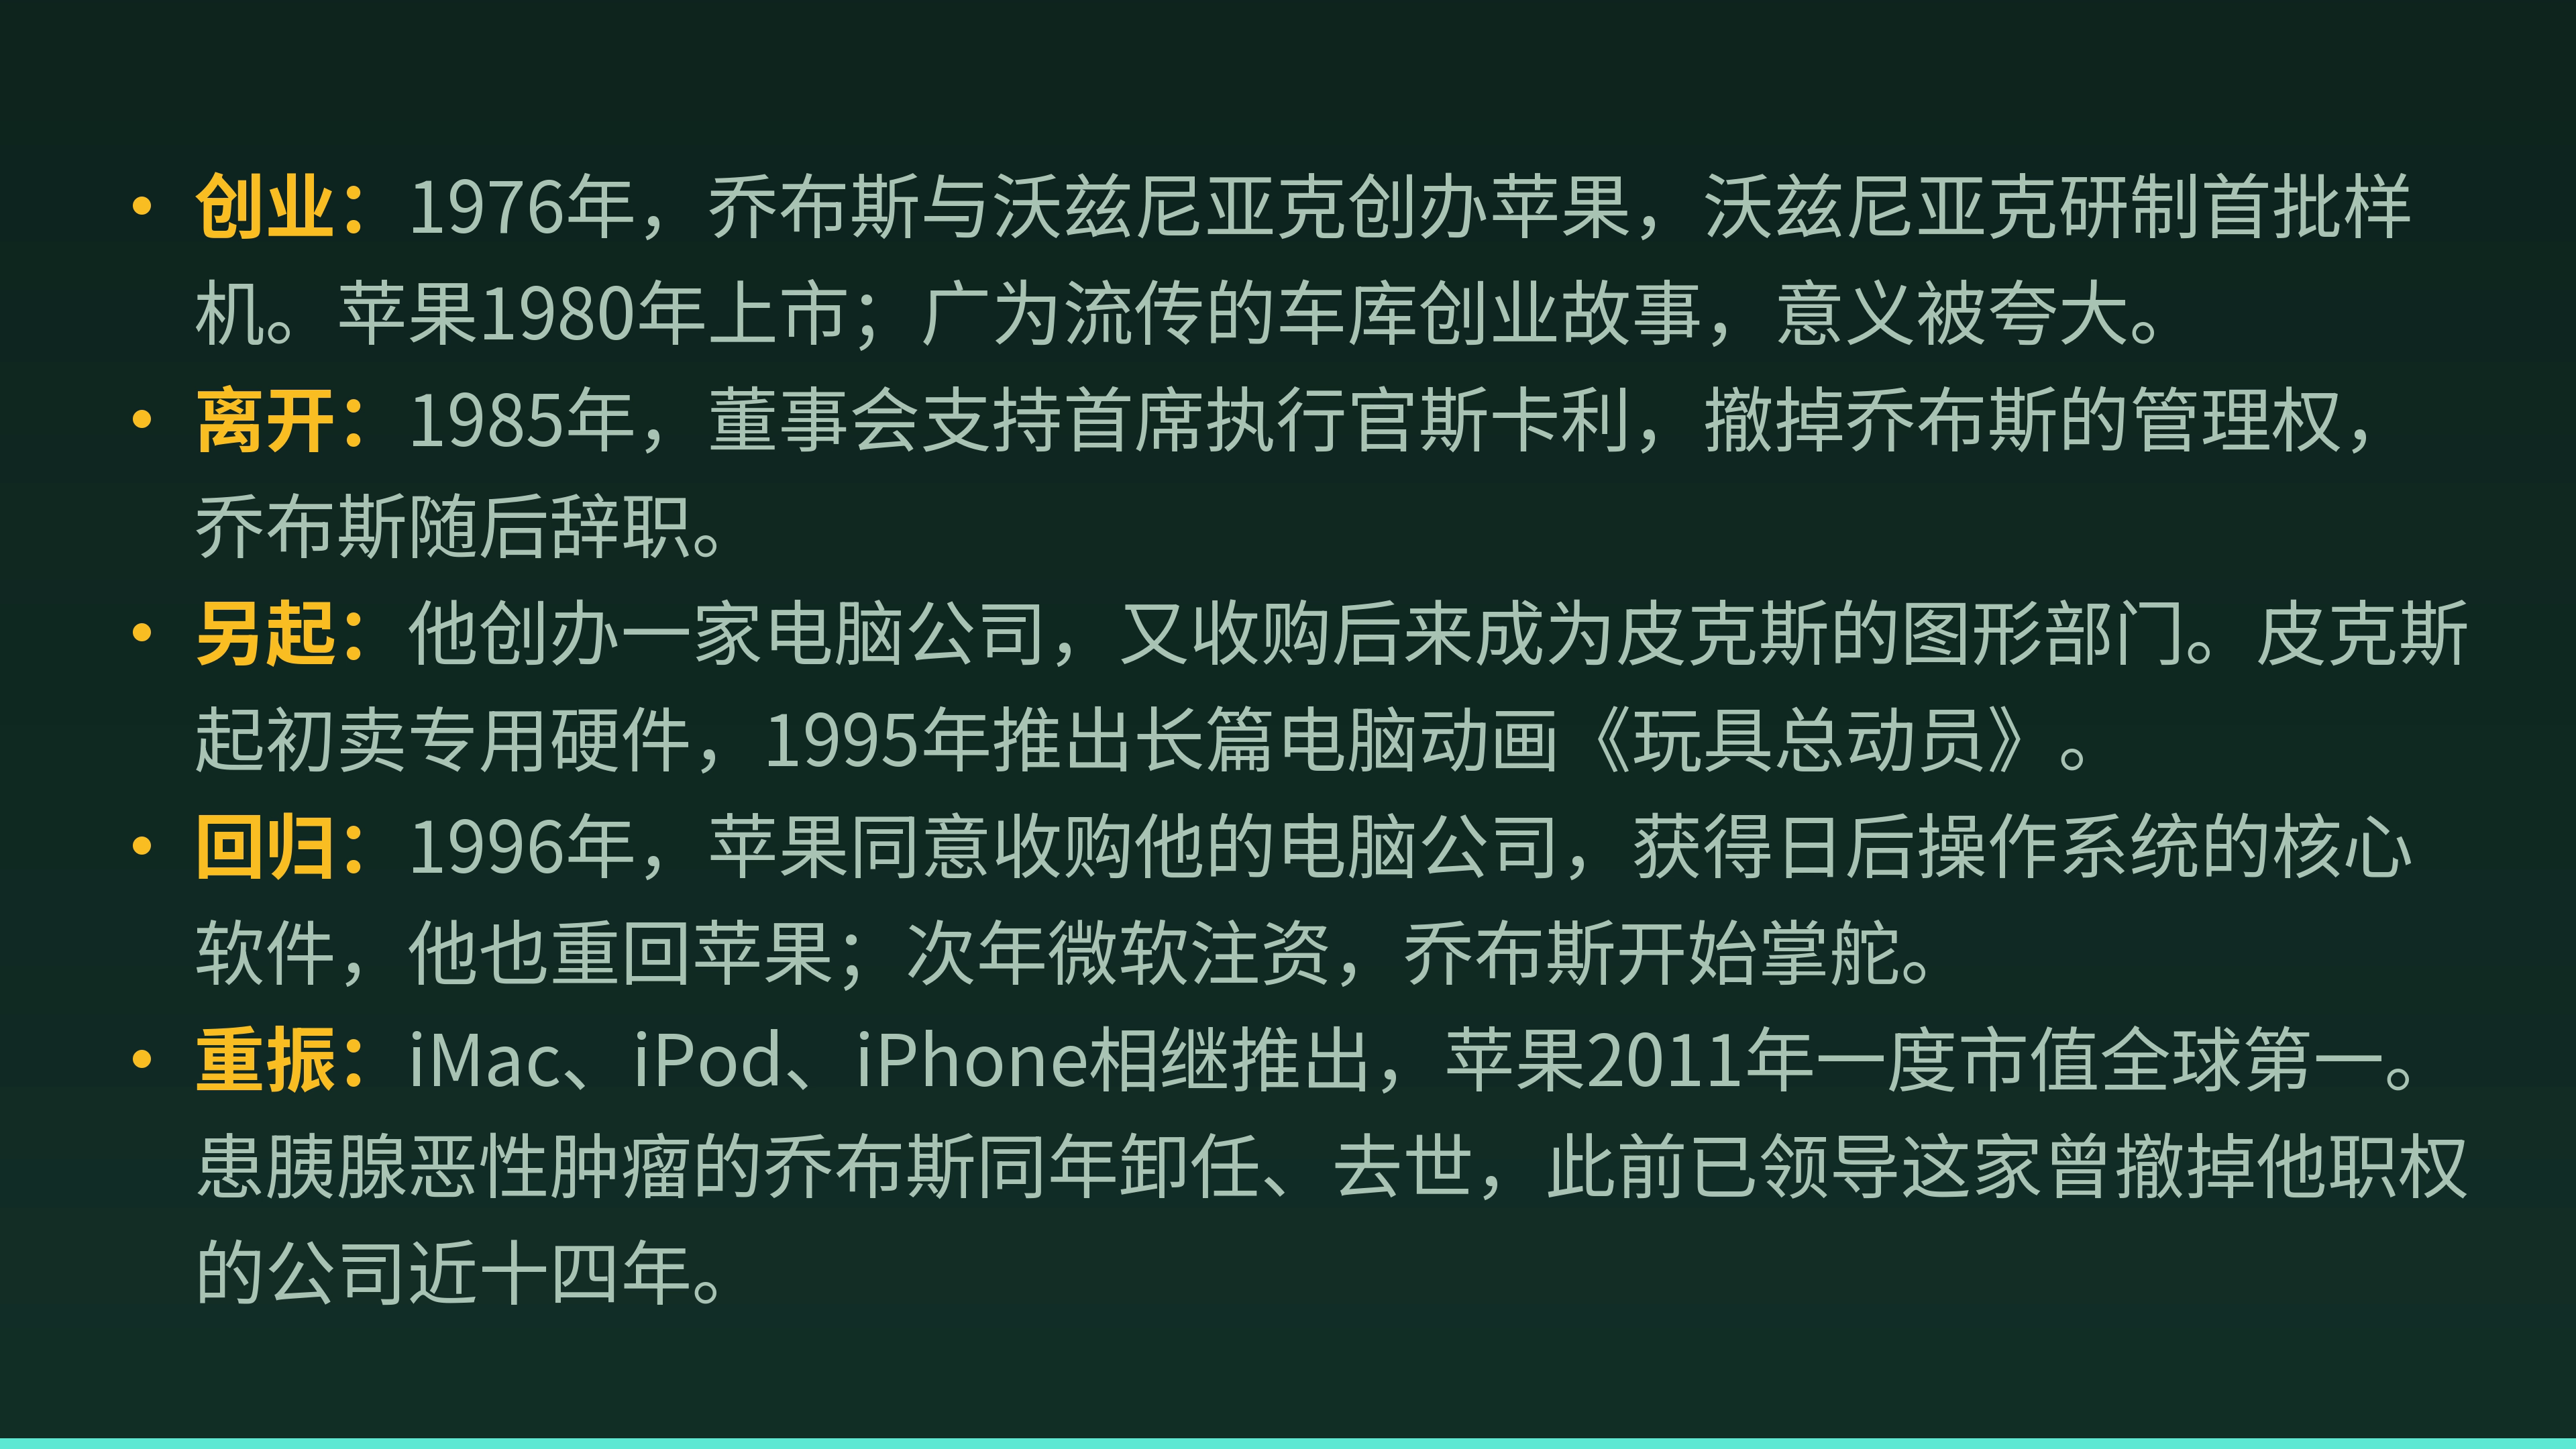 • 创业：1976年，乔布斯与沃兹尼亚克创办苹果，沃兹尼亚克研制首批样
机。苹果1980年上市；广为流传的车库创业故事，意义被夸大。
• 离开：1985年，董事会支持首席执行官斯卡利，撤掉乔布斯的管理权，
乔布斯随后辞职。
• 另起：他创办一家电脑公司，又收购后来成为皮克斯的图形部门。皮克斯
起初卖专用硬件，1995年推出长篇电脑动画《玩具总动员》。
• 回归：1996年，苹果同意收购他的电脑公司，获得日后操作系统的核心
软件，他也重回苹果；次年微软注资，乔布斯开始掌舵。
• 重振：iMac、iPod、iPhone相继推出，苹果2011年一度市值全球第一。
患胰腺恶性肿瘤的乔布斯同年卸任、去世，此前已领导这家曾撤掉他职权
的公司近十四年。